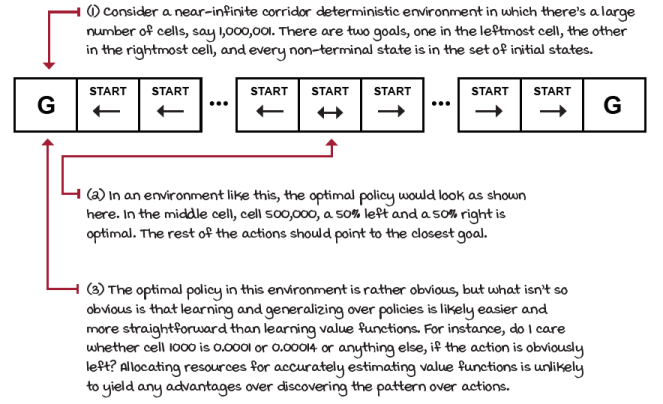 (1) Consider a near-infinite corridor deterministic environment in which there's a large
number of cells, say 1,000,001. There are two goals, one in the leftmost cell, the other
in the rightmost cell, and every non-terminal state is in the set of initial states.
G START START ... START START START ... START START G
(2) In an environment like this, the optimal policy would look as shown
here. In the middle cell, cell 500,000, a 50% left and a 50% right is
optimal. The rest of the actions should point to the closest goal.
(3) The optimal policy in this environment is rather obvious, but what isn't so
obvious is that learning and generalizing over policies is likely easier and
more straightforward than learning value functions. For instance, do I care
whether cell 1000 is 0.0001 or 0.00014 or anything else, if the action is obviously
left? Allocating resources for accurately estimating value functions is unlikely
to yield any advantages over discovering the pattern over actions.